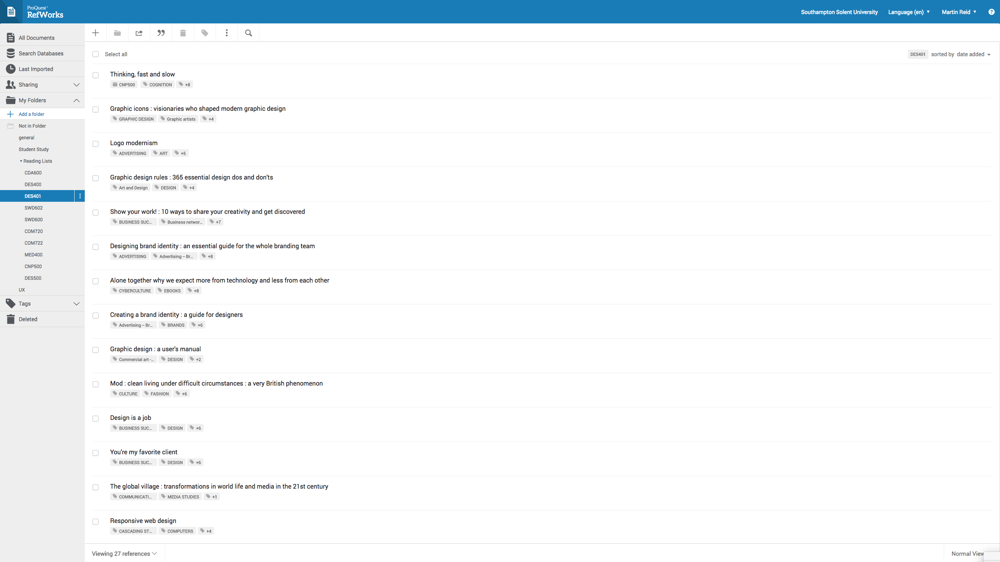 ProQuest®
RefWorks
Southampton Solent University
Language (en)
Martin Reid
?
All Documents
Search Databases
Last Imported
Sharing
My Folders
Add a folder
Not in Folder
general
Student Study
Reading Lists
CDA600
DES400
DES401
SWD602
SWD600
COM720
COM722
MED400
CNP500
DES500
UX
Tags
Deleted
Select all
DES401 sorted by date added
Thinking, fast and slow
CNP500 COGNITION +8
Graphic icons : visionaries who shaped modern graphic design
GRAPHIC DESIGN Graphic artists +4
Logo modernism
ADVERTISING ART +5
Graphic design rules : 365 essential design dos and don'ts
Art and Design DESIGN +4
Show your work! : 10 ways to share your creativity and get discovered
BUSINESS SUC... Business networ... +7
Designing brand identity : an essential guide for the whole branding team
ADVERTISING Advertising – Br... +8
Alone together why we expect more from technology and less from each other
CYBERCULTURE EBOOKS +8
Creating a brand identity : a guide for designers
Advertising – Br... BRANDS +6
Graphic design : a user's manual
Commercial art -... DESIGN +2
Mod : clean living under difficult circumstances : a very British phenomenon
CULTURE FASHION +6
Design is a job
BUSINESS SUC... DESIGN +6
You're my favorite client
BUSINESS SUC... DESIGN +6
The global village : transformations in world life and media in the 21st century
COMMUNICATI... MEDIA STUDIES +1
Responsive web design
CASCADING ST... COMPUTERS +4
Viewing 27 references
Normal View